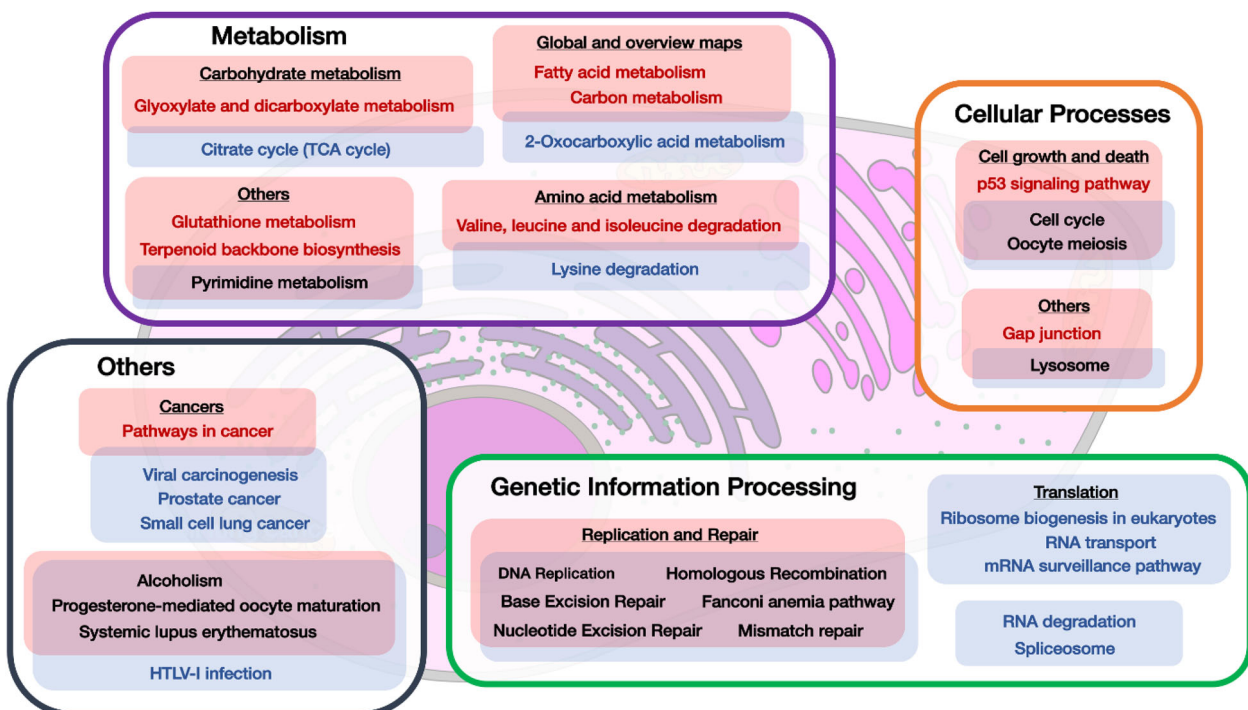 Metabolism
Carbohydrate metabolism
Glyoxylate and dicarboxylate metabolism
Citrate cycle (TCA cycle)
Global and overview maps
Fatty acid metabolism
Carbon metabolism
2-Oxocarboxylic acid metabolism
Others
Glutathione metabolism
Terpenoid backbone biosynthesis
Pyrimidine metabolism
Amino acid metabolism
Valine, leucine and isoleucine degradation
Lysine degradation
Cellular Processes
Cell growth and death
p53 signaling pathway
Cell cycle
Oocyte meiosis
Others
Gap junction
Lysosome
Others
Cancers
Pathways in cancer
Viral carcinogenesis
Prostate cancer
Small cell lung cancer
Alcoholism
Progesterone-mediated oocyte maturation
Systemic lupus erythematosus
HTLV-I infection
Genetic Information Processing
Replication and Repair
DNA Replication
Homologous Recombination
Base Excision Repair
Fanconi anemia pathway
Nucleotide Excision Repair
Mismatch repair
Translation
Ribosome biogenesis in eukaryotes
RNA transport
mRNA surveillance pathway
RNA degradation
Spliceosome